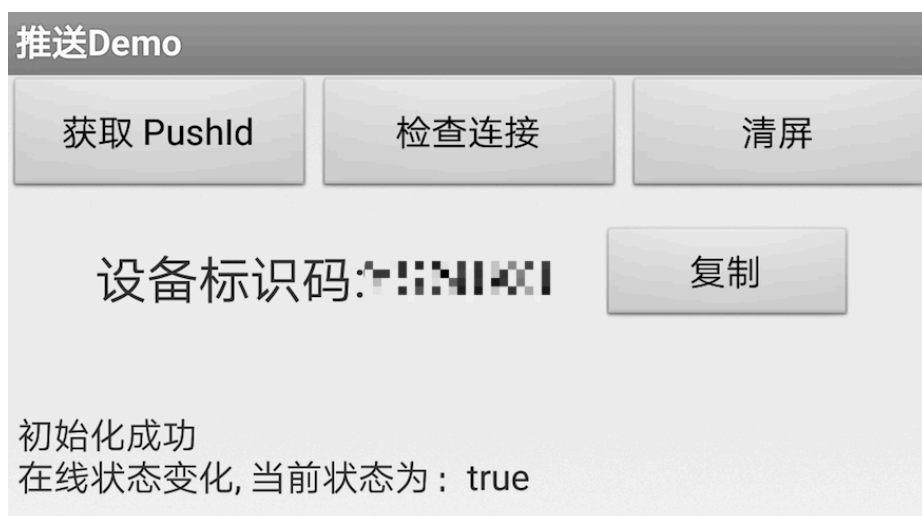 推送Demo
获取 PushId 检查连接 清屏
设备标识码: 复制
初始化成功
在线状态变化, 当前状态为 : true